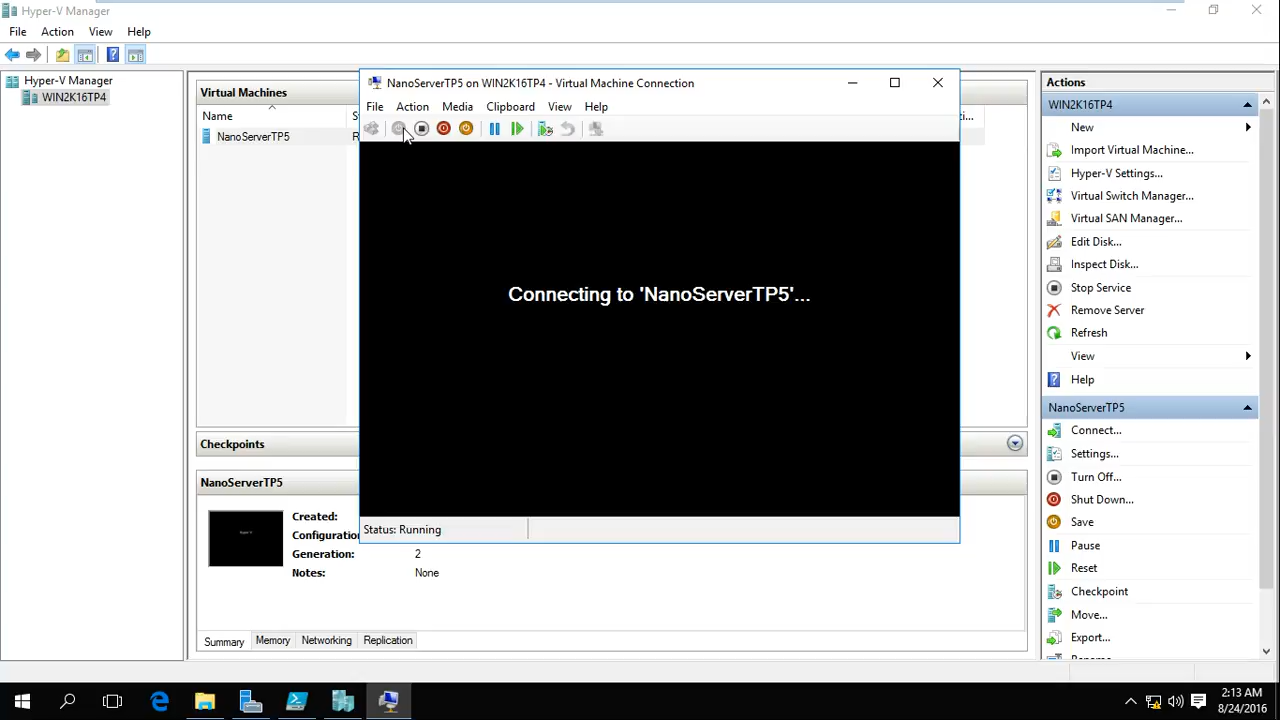 Hyper-V Manager
File Action View Help
Hyper-V Manager
WIN2K16TP4
Virtual Machines
Name
NanoServerTP5
NanoServerTP5 on WIN2K16TP4 - Virtual Machine Connection
File Action Media Clipboard View Help
Connecting to 'NanoServerTP5'...
Status: Running
Checkpoints
NanoServerTP5
Created:
Generation: 2
Notes: None
Summary Memory Networking Replication
Actions
WIN2K16TP4
New
Import Virtual Machine...
Hyper-V Settings...
Virtual Switch Manager...
Virtual SAN Manager...
Edit Disk...
Inspect Disk...
Stop Service
Remove Server
Refresh
View
Help
NanoServerTP5
Connect...
Settings...
Turn Off...
Shut Down...
Save
Pause
Reset
Checkpoint
Move...
Export...
2:13 AM
8/24/2016